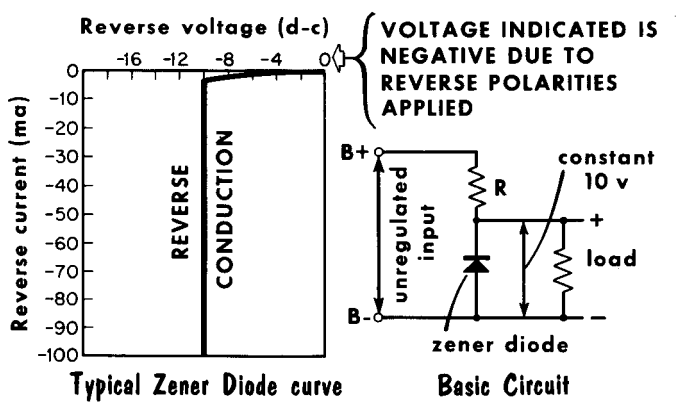 Reverse voltage (d-c)
-16 -12 -8 -4 0
VOLTAGE INDICATED IS
NEGATIVE DUE TO
REVERSE POLARITIES
APPLIED
Reverse current (ma)
0
-10
-20
-30
-40
-50
-60
-70
-80
-90
-100
REVERSE
CONDUCTION
Typical Zener Diode curve
B+
R
constant
10 v
unregulated
input
+
load
B-
-
zener diode
Basic Circuit